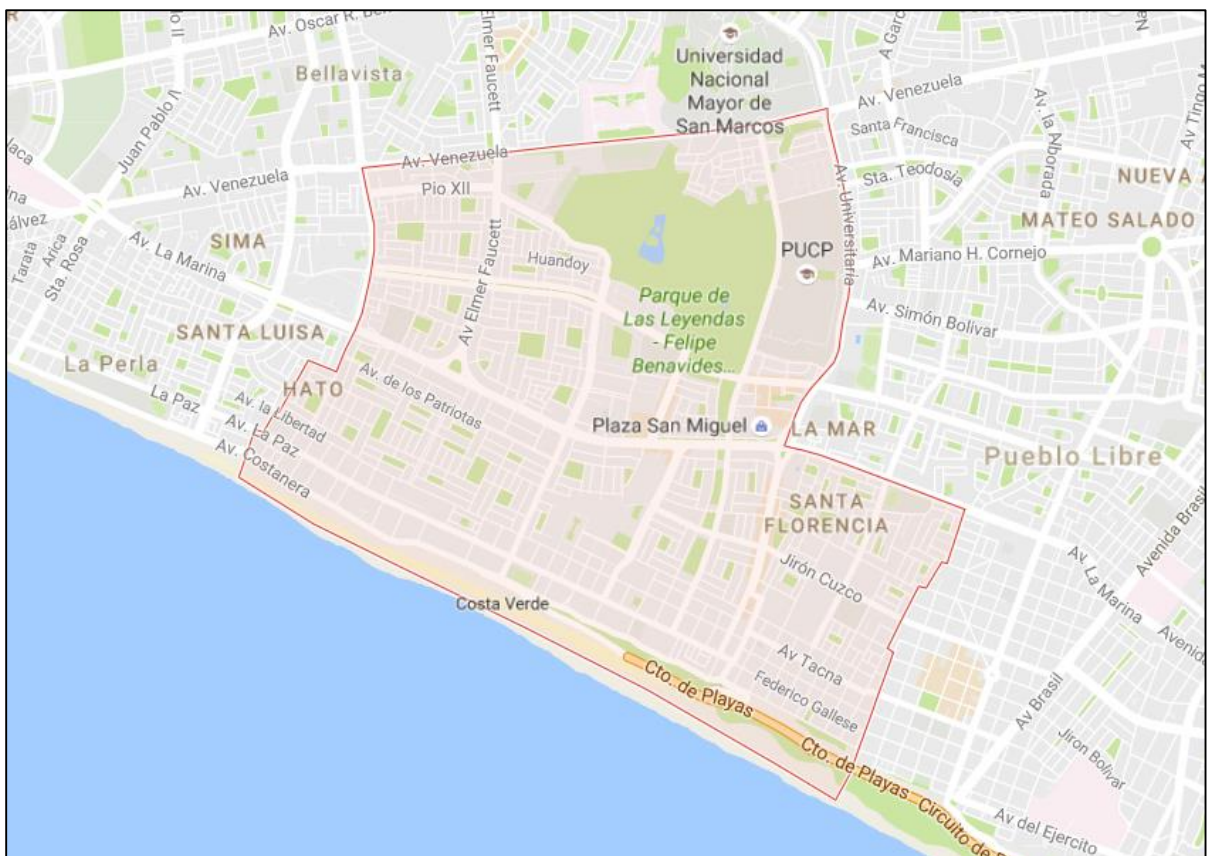 Av. Oscar R.
Juan Pablo II
Bellavista
Elmer Faucett
Universidad
Nacional
Mayor de
San Marcos
Av. Venezuela
Santa Francisca
Av. la Alborada
Sta. Teodosia
NUEVA
MATEO SALADO
Av. Venezuela
Av. Venezuela
Pio XII
Av. Universitaria
Tarata
Arica
Sta. Rosa
Av. La Marina
SIMA
Huandoy
PUCP
Av. Mariano H. Cornejo
Av Elmer Faucett
Parque de
Las Leyendas
- Felipe
Benavides...
Av. Simón Bolivar
SANTA LUISA
La Perla
HATO
La Paz
Av. la Libertad
Av. La Paz
Av. Costanera
Av. de los Patriotas
Plaza San Miguel
LA MAR
Pueblo Libre
SANTA
FLORENCIA
Avenida Brasil
Jirón Cuzco
Av. La Marina
Avenida
Costa Verde
Av Tacna
Federico Gallese
Cto. de Playas
Cto. de Playas
Circuito de
Av Brasil
Jiron Bolivar
Av del Ejercito